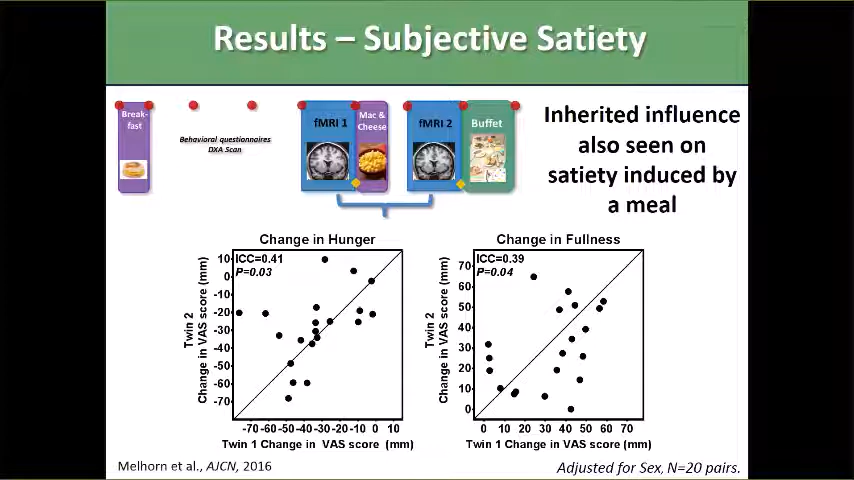 Results – Subjective Satiety
Break-
fast
Behavioral questionnaires
DXA Scan
fMRI 1
Mac &
Cheese
fMRI 2
Buffet
Inherited influence
also seen on
satiety induced by
a meal
Change in Hunger
ICC=0.41
P=0.03
10
0
-10
-20
-30
-40
-50
-60
-70
Twin 2
Change in VAS score (mm)
-70 -60 -50 -40 -30 -20 -10 0 10
Twin 1 Change in VAS score (mm)
Change in Fullness
ICC=0.39
P=0.04
70
60
50
40
30
20
10
0
Twin 2
Change in VAS score (mm)
0 10 20 30 40 50 60 70
Twin 1 Change in VAS score (mm)
Melhorn et al., AJCN, 2016
Adjusted for Sex, N=20 pairs.